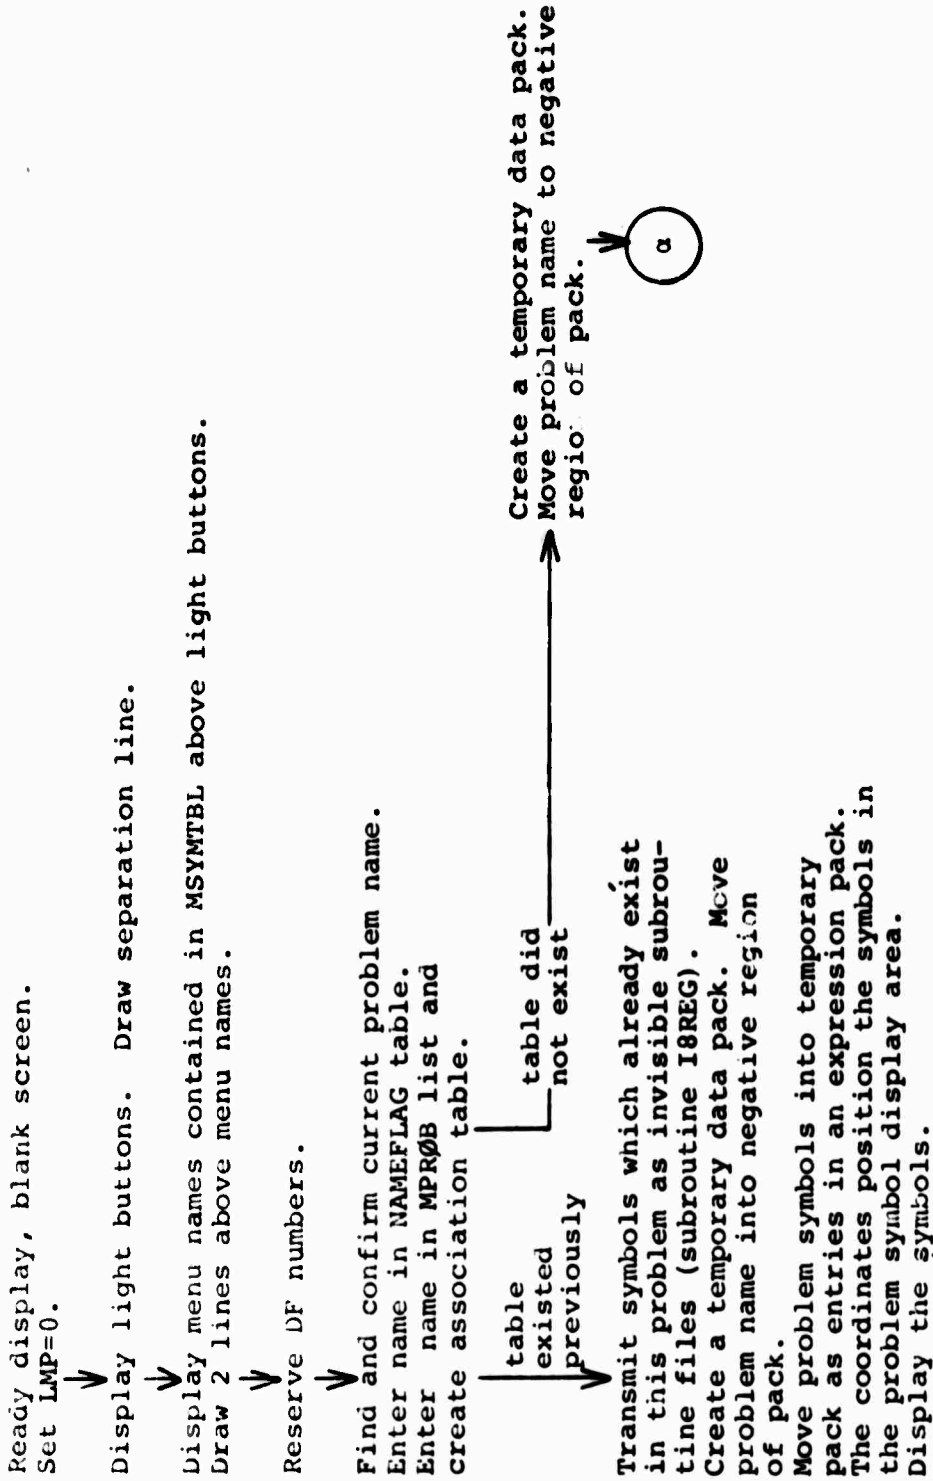 Ready display, blank screen.
Set LMP=0.
Display light buttons. Draw separation line.
Display menu names contained in MSYMTBL above light buttons.
Draw 2 lines above menu names.
Reserve DF numbers.
Find and confirm current problem name.
Enter name in NAMEFLAG table.
Enter name in MPRØB list and
create association table.
table
existed
previously
table did
not exist
Create a temporary data pack.
Move problem name to negative
region of pack.
α
Transmit symbols which already exist
in this problem as invisible subrou-
tine files (subroutine I8REG).
Create a temporary data pack. Move
problem name into negative region
of pack.
Move problem symbols into temporary
pack as entries in an expression pack.
The coordinates position the symbols in
the problem symbol display area.
Display the symbols.